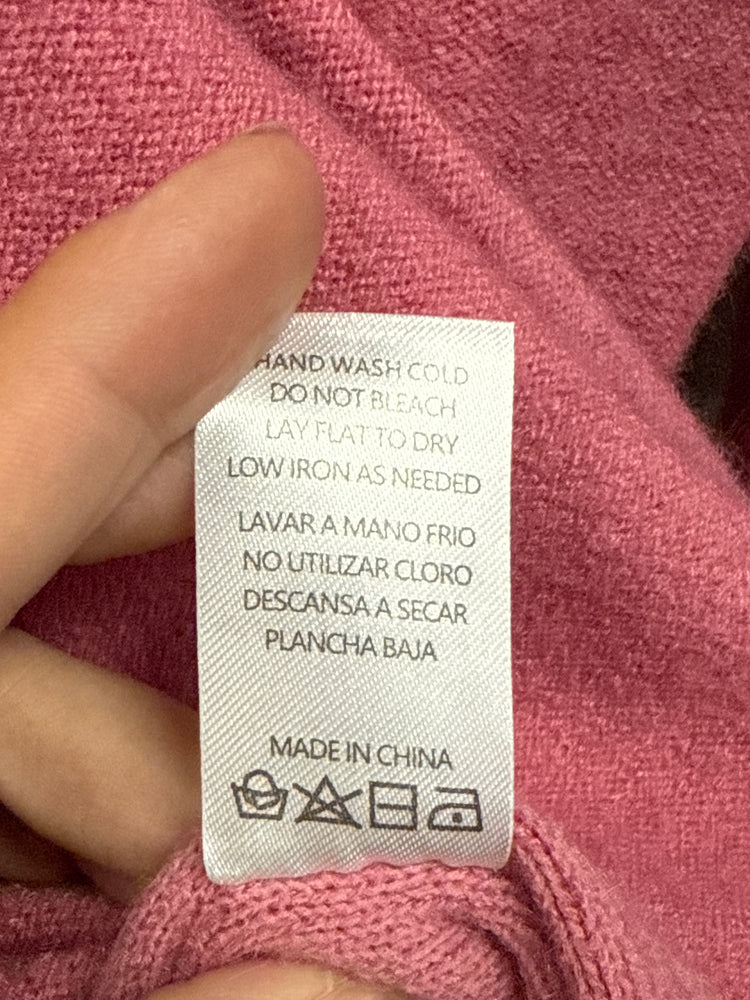 HAND WASH COLD
DO NOT BLEACH
LAY FLAT TO DRY
LOW IRON AS NEEDED
LAVAR A MANO FRIO
NO UTILIZAR CLORO
DESCANSA A SECAR
PLANCHA BAJA
MADE IN CHINA